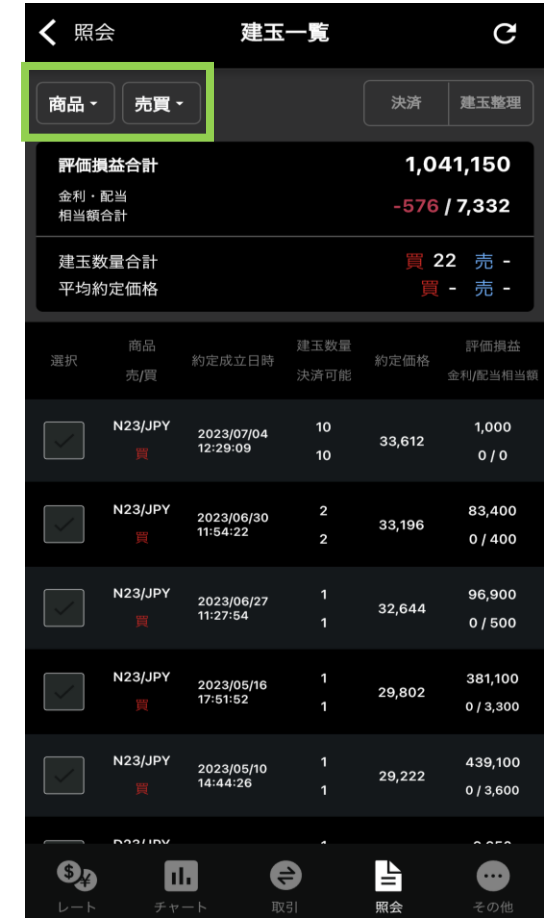 照会 建玉一覧
商品 売買 決済 建玉整理
評価損益合計 1,041,150
金利・配当
相当額合計 -576 / 7,332
建玉数量合計 買 22 売 -
平均約定価格 買 - 売 -
選択 商品 売/買 約定成立日時 建玉数量 決済可能 約定価格 評価損益 金利/配当相当額
N23/JPY 2023/07/04 10 33,612 1,000
買 12:29:09 10 0 / 0
N23/JPY 2023/06/30 2 33,196 83,400
買 11:54:22 2 0 / 400
N23/JPY 2023/06/27 1 32,644 96,900
買 11:27:54 1 0 / 500
N23/JPY 2023/05/16 1 29,802 381,100
買 17:51:52 1 0 / 3,300
N23/JPY 2023/05/10 1 29,222 439,100
買 14:44:26 1 0 / 3,600
レート チャート 取引 照会 その他